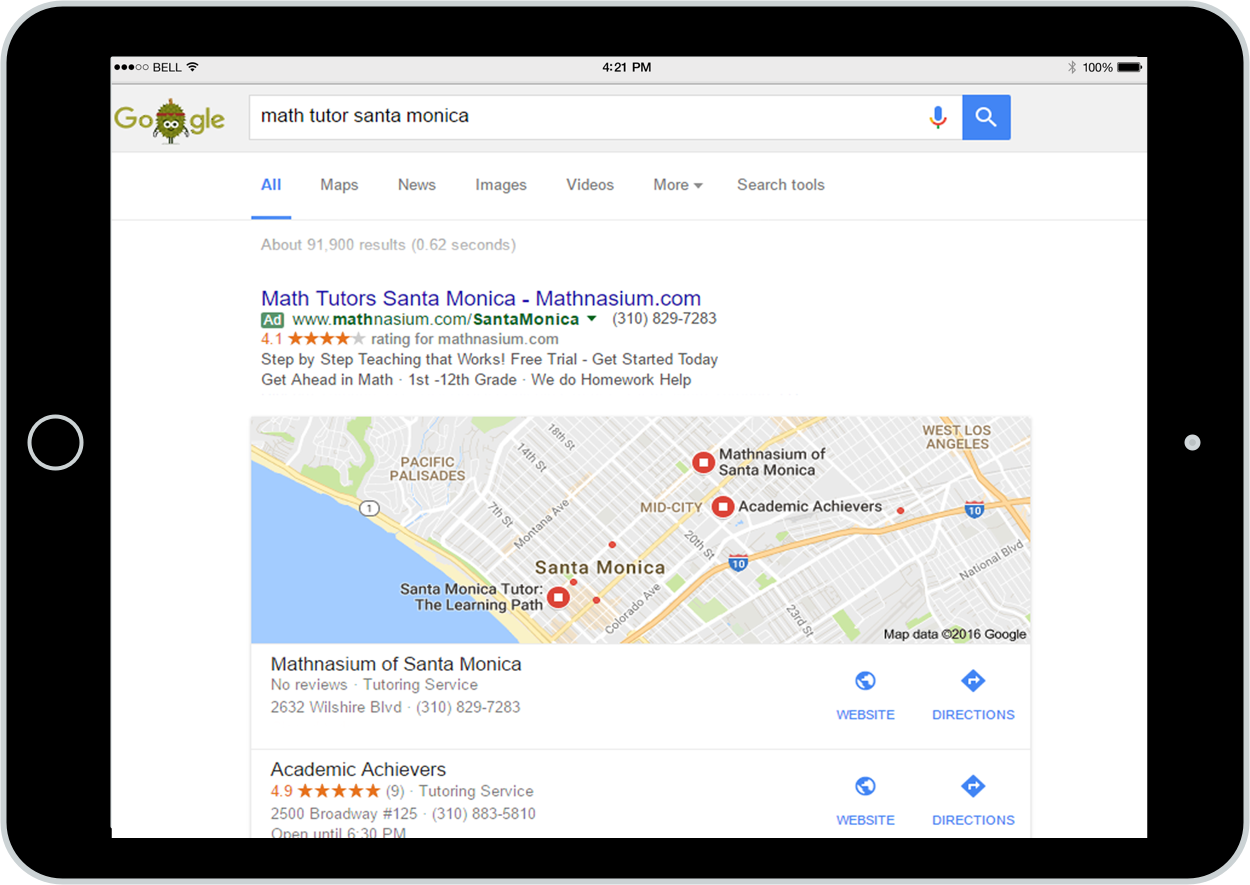 BELL
4:21 PM
100%
Google
math tutor santa monica
All Maps News Images Videos More Search tools
About 91,900 results (0.62 seconds)
Math Tutors Santa Monica - Mathnasium.com
Ad www.mathnasium.com/SantaMonica (310) 829-7283
4.1 rating for mathnasium.com
Step by Step Teaching that Works! Free Trial - Get Started Today
Get Ahead in Math · 1st -12th Grade · We do Homework Help
18th St
14th St
7th St
Montana Ave
PACIFIC
PALISADES
1
Mathnasium of
Santa Monica
WEST LOS
ANGELES
MID-CITY
Academic Achievers
10
20th St
10
National Blvd
Santa Monica
Santa Monica Tutor:
The Learning Path
Colorado Ave
23rd St
Map data ©2016 Google
Mathnasium of Santa Monica
No reviews · Tutoring Service
2632 Wilshire Blvd · (310) 829-7283
WEBSITE DIRECTIONS
Academic Achievers
4.9 (9) · Tutoring Service
2500 Broadway #125 · (310) 883-5810
Open until 6:30 PM
WEBSITE DIRECTIONS